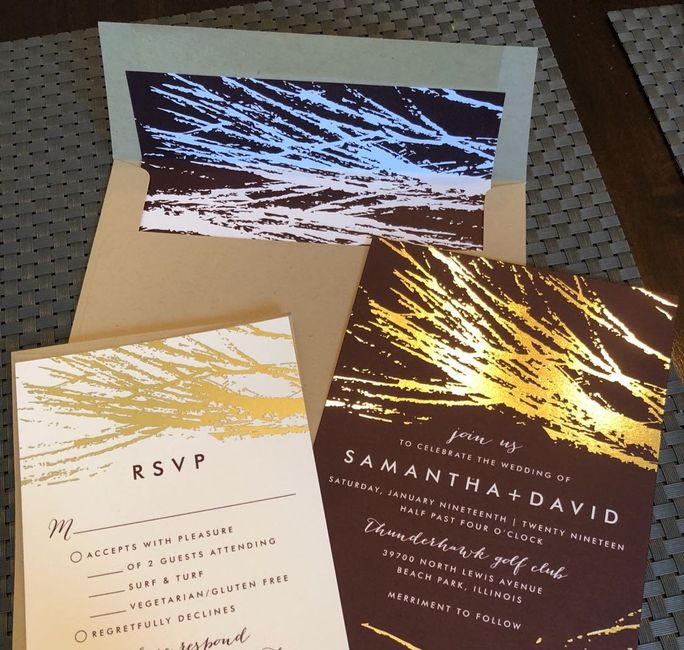 RSVP
M
ACCEPTS WITH PLEASURE
OF 2 GUESTS ATTENDING
SURF & TURF
VEGETARIAN/GLUTEN FREE
REGRETFULLY DECLINES
respond
join us
TO CELEBRATE THE WEDDING OF
SAMANTHA+DAVID
SATURDAY, JANUARY NINETEENTH | TWENTY NINETEEN
HALF PAST FOUR O'CLOCK
Thunderhawk golf club
39700 NORTH LEWIS AVENUE
BEACH PARK, ILLINOIS
MERRIMENT TO FOLLOW